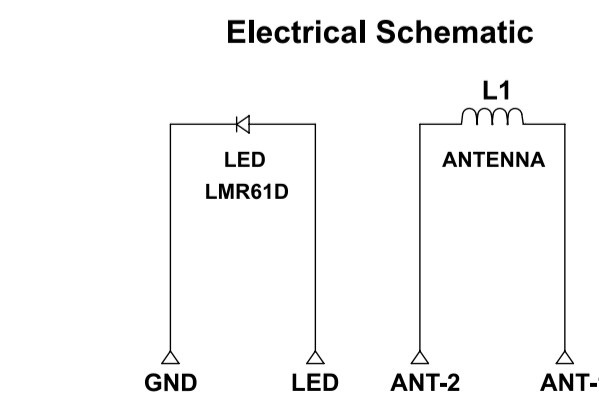 Electrical Schematic
L1
LED
LMR61D
ANTENNA
GND
LED
ANT-2